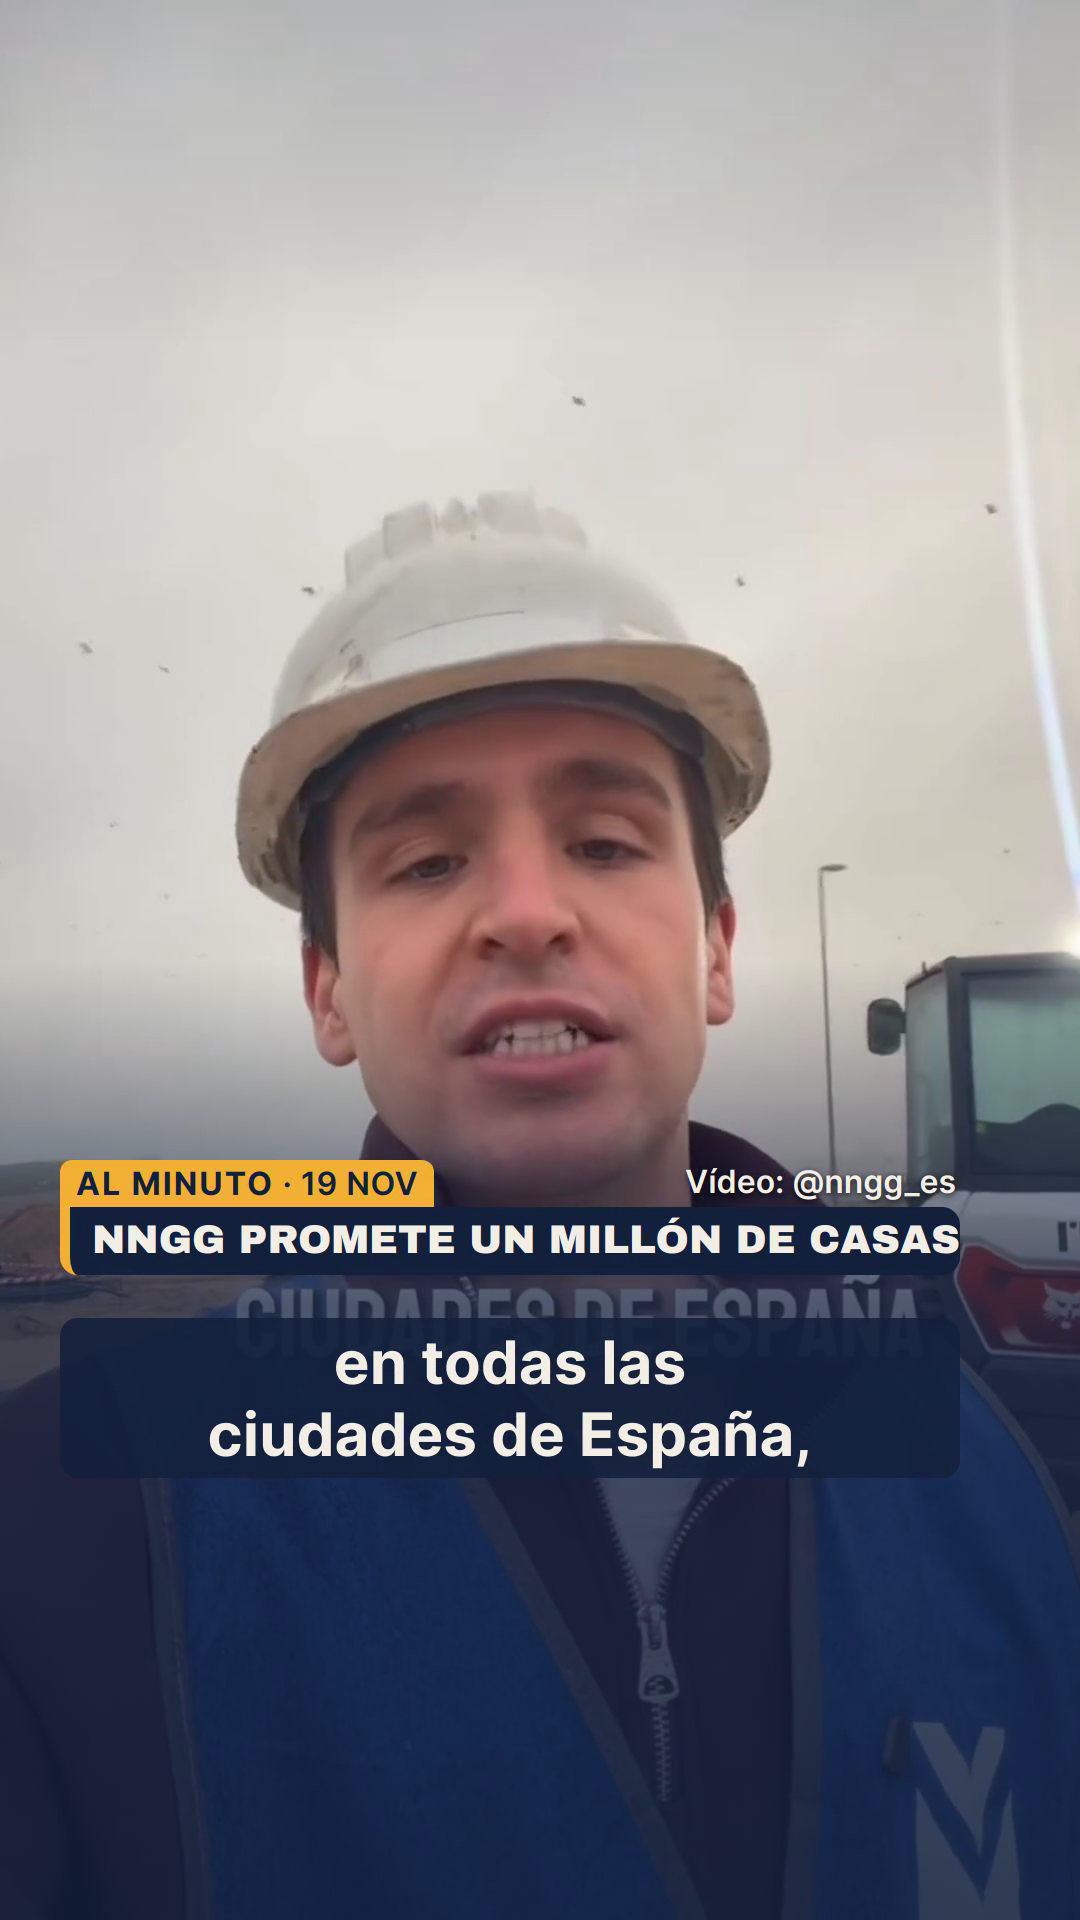 AL MINUTO · 19 NOV
Vídeo: @nngg_es
NNGG PROMETE UN MILLÓN DE CASAS
CIUDADES DE ESPAÑA
en todas las
ciudades de España,